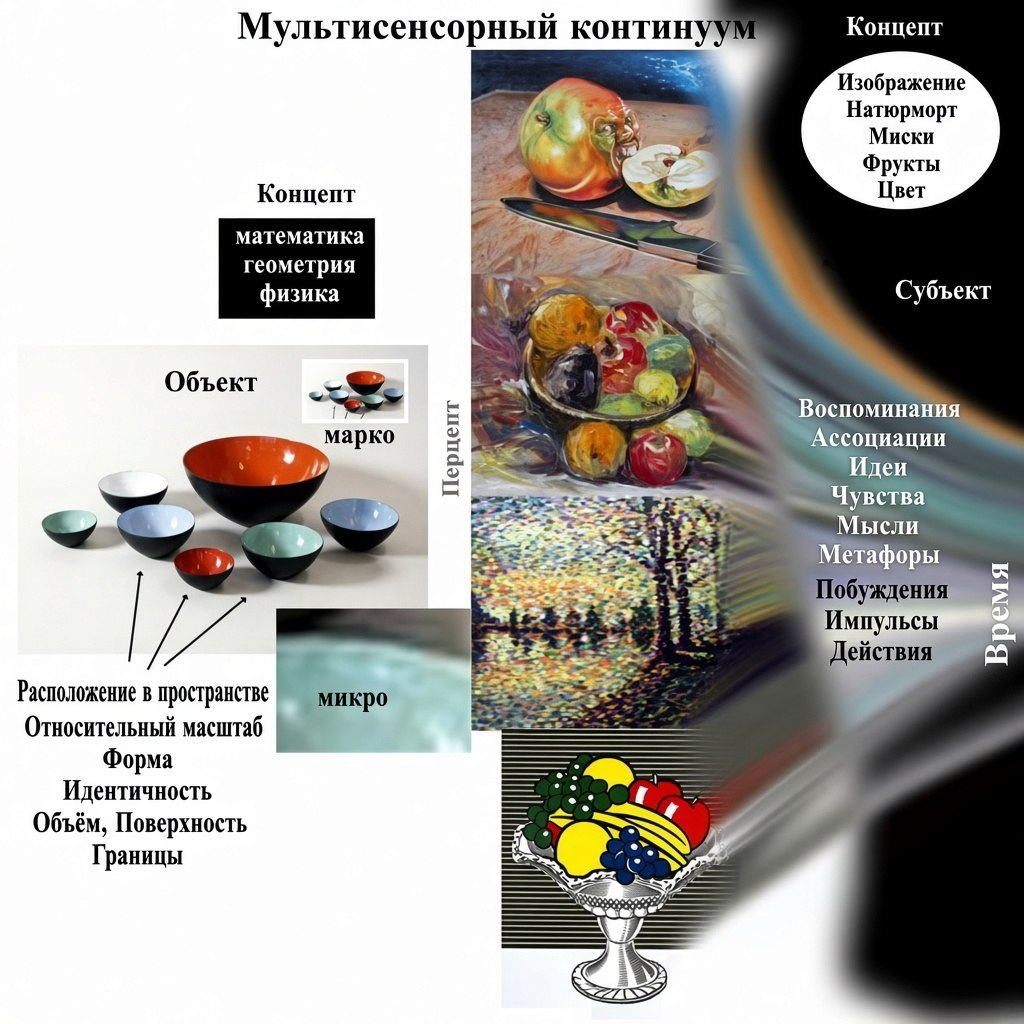 Мультисенсорный континуум
Концепт
Изображение
Натюрморт
Миски
Фрукты
Цвет
Концепт
математика
геометрия
физика
Субъект
Объект
марко
Перцепт
Воспоминания
Ассоциации
Идеи
Чувства
Мысли
Метафоры
Побуждения
Импульсы
Действия
Время
микро
Расположение в пространстве
Относительный масштаб
Форма
Идентичность
Объём, Поверхность
Границы